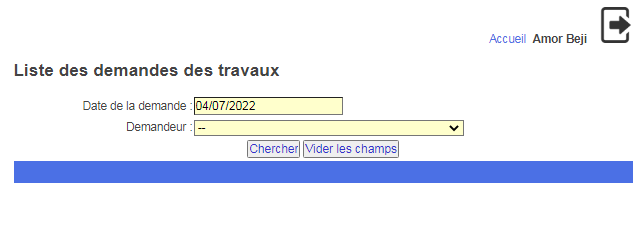 Accueil Amor Beji
Liste des demandes des travaux
Date de la demande : 04/07/2022
Demandeur : --
Chercher Vider les champs